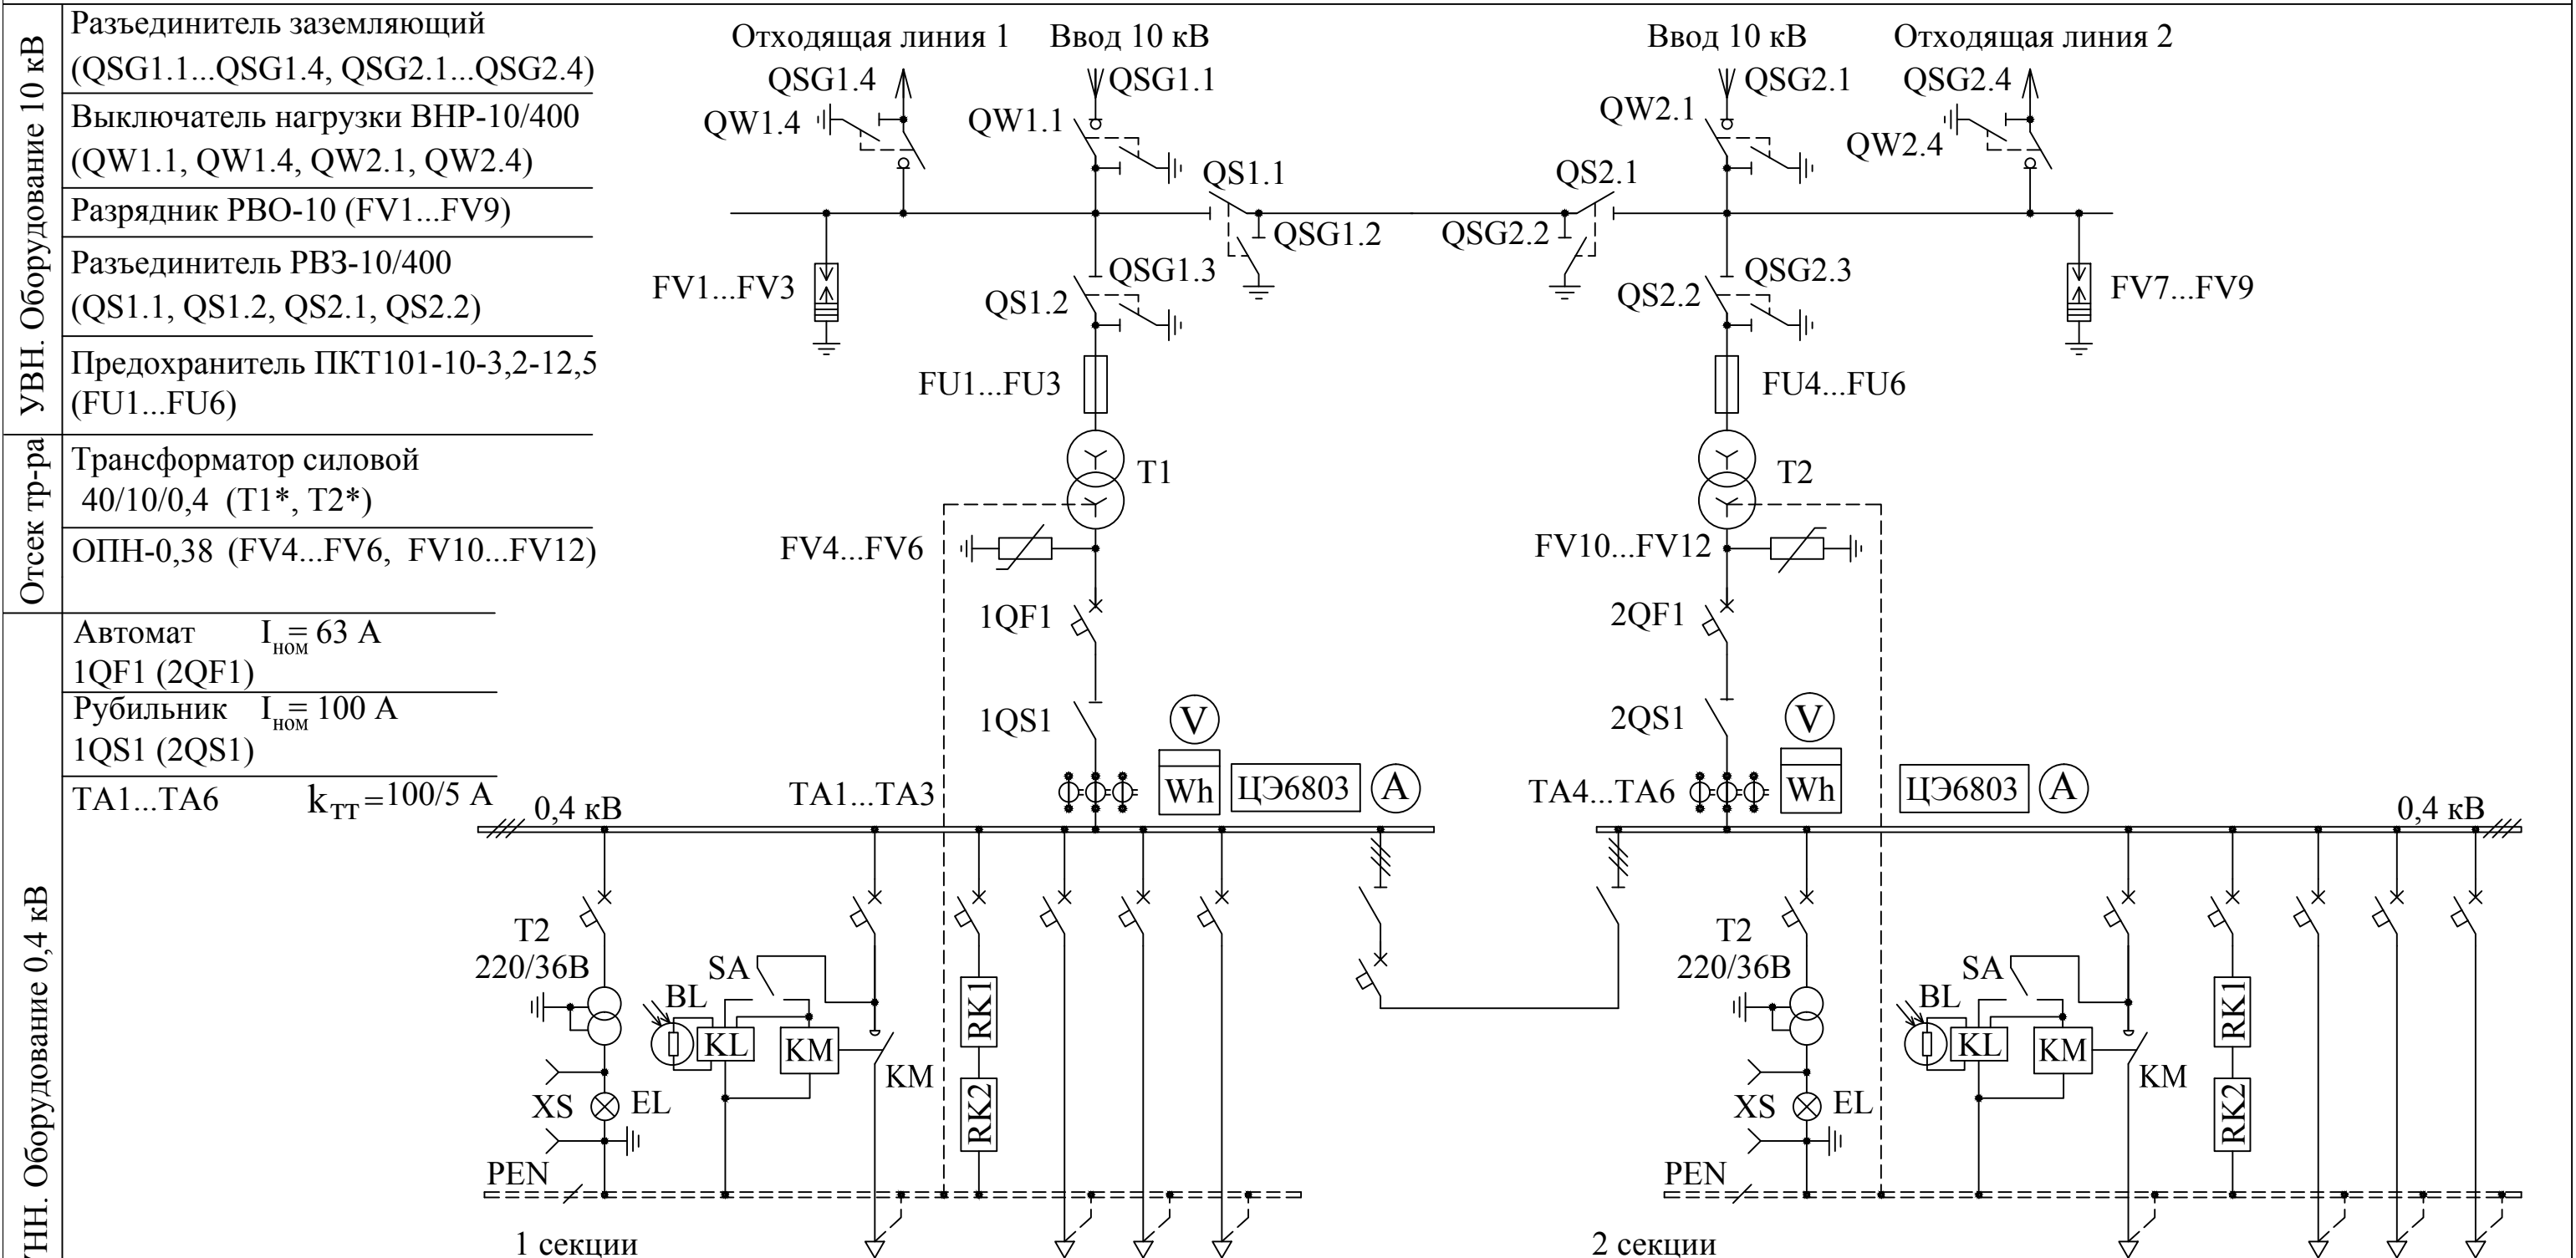 УВН. Оборудование 10 кВ
Разъединитель заземляющий
(QSG1.1...QSG1.4, QSG2.1...QSG2.4)
Выключатель нагрузки ВНР-10/400
(QW1.1, QW1.4, QW2.1, QW2.4)
Разрядник РВО-10 (FV1...FV9)
Разъединитель РВЗ-10/400
(QS1.1, QS1.2, QS2.1, QS2.2)
Предохранитель ПКТ101-10-3,2-12,5
(FU1...FU6)
Отсек тр-ра
Трансформатор силовой
40/10/0,4 (T1*, T2*)
ОПН-0,38 (FV4...FV6, FV10...FV12)
УНН. Оборудование 0,4 кВ
Автомат Iном= 63 А
1QF1 (2QF1)
Рубильник Iном= 100 А
1QS1 (2QS1)
TA1...TA6 kтт=100/5 А
Отходящая линия 1
Ввод 10 кВ
Ввод 10 кВ
Отходящая линия 2
QSG1.4
QSG1.1
QSG2.1
QSG2.4
QW1.4
QW1.1
QW2.1
QW2.4
QS1.1
QS2.1
QSG1.2
QSG2.2
FV1...FV3
QSG1.3
QS1.2
QSG2.3
QS2.2
FV7...FV9
FU1...FU3
FU4...FU6
T1
T2
FV4...FV6
FV10...FV12
1QF1
2QF1
1QS1
V
2QS1
V
TA1...TA3
Wh
ЦЭ6803
A
TA4...TA6
Wh
ЦЭ6803
A
0,4 кВ
0,4 кВ
T2
220/36В
SA
BL
KL
KM
KM
RK1
RK2
XS
EL
PEN
1 секции
T2
220/36В
SA
BL
KL
KM
KM
RK1
RK2
XS
EL
PEN
2 секции